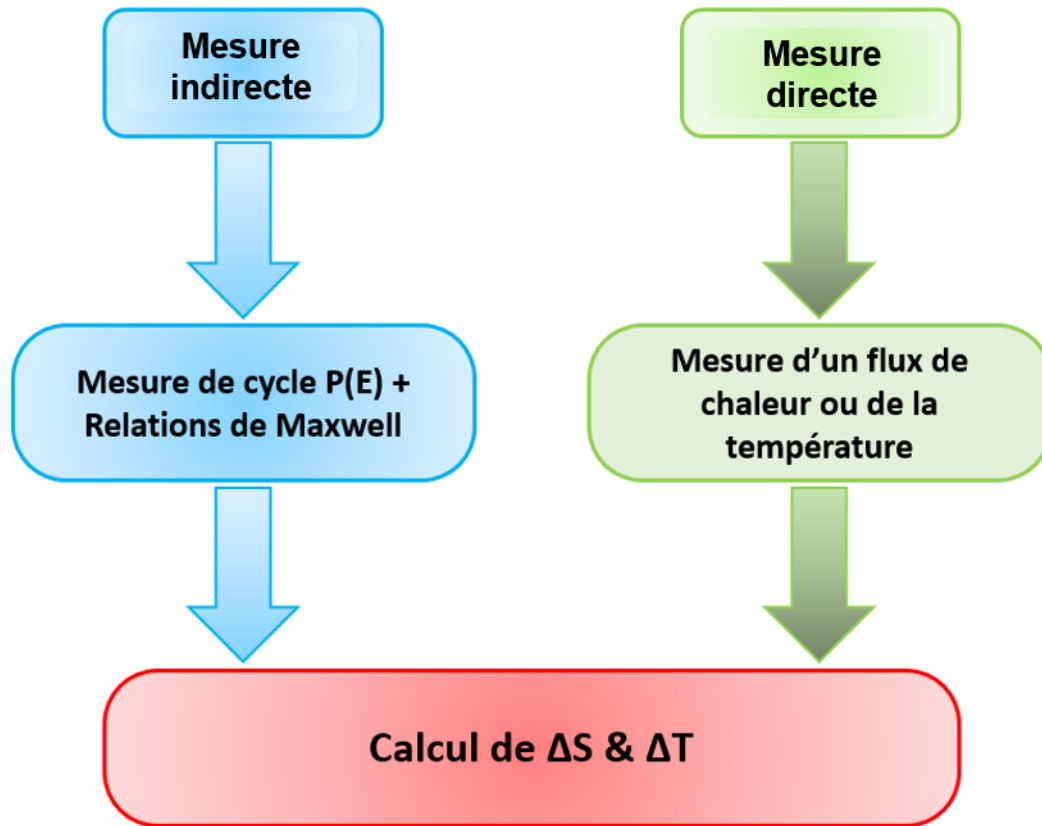 Mesure
indirecte
Mesure
directe
Mesure de cycle P(E) +
Relations de Maxwell
Mesure d’un flux de
chaleur ou de la
température
Calcul de ΔS & ΔT